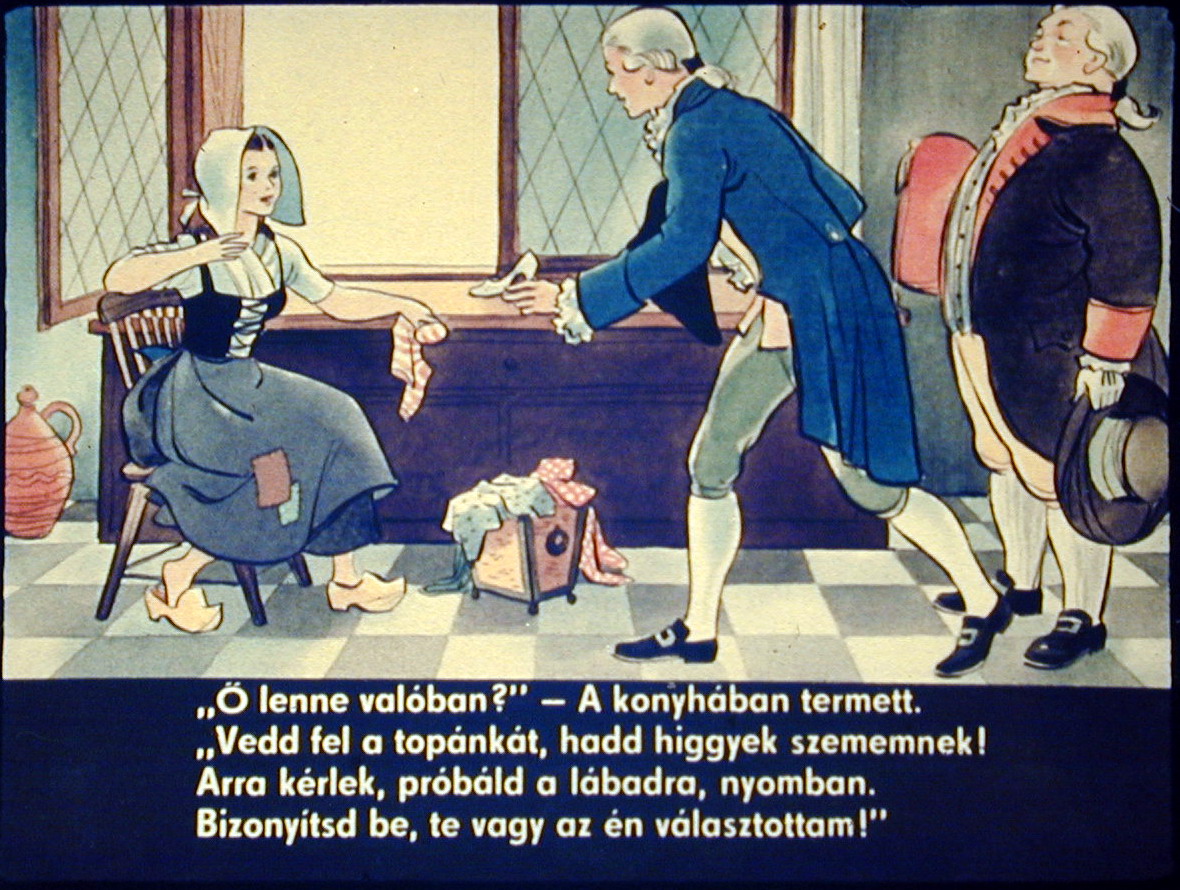 „Ő lenne valóban?” – A konyhában termett.
„Vedd fel a topánkát, hadd higgyek szememnek!
Arra kérlek, próbáld a lábadra, nyomban.
Bizonyítsd be, te vagy az én választottam!”